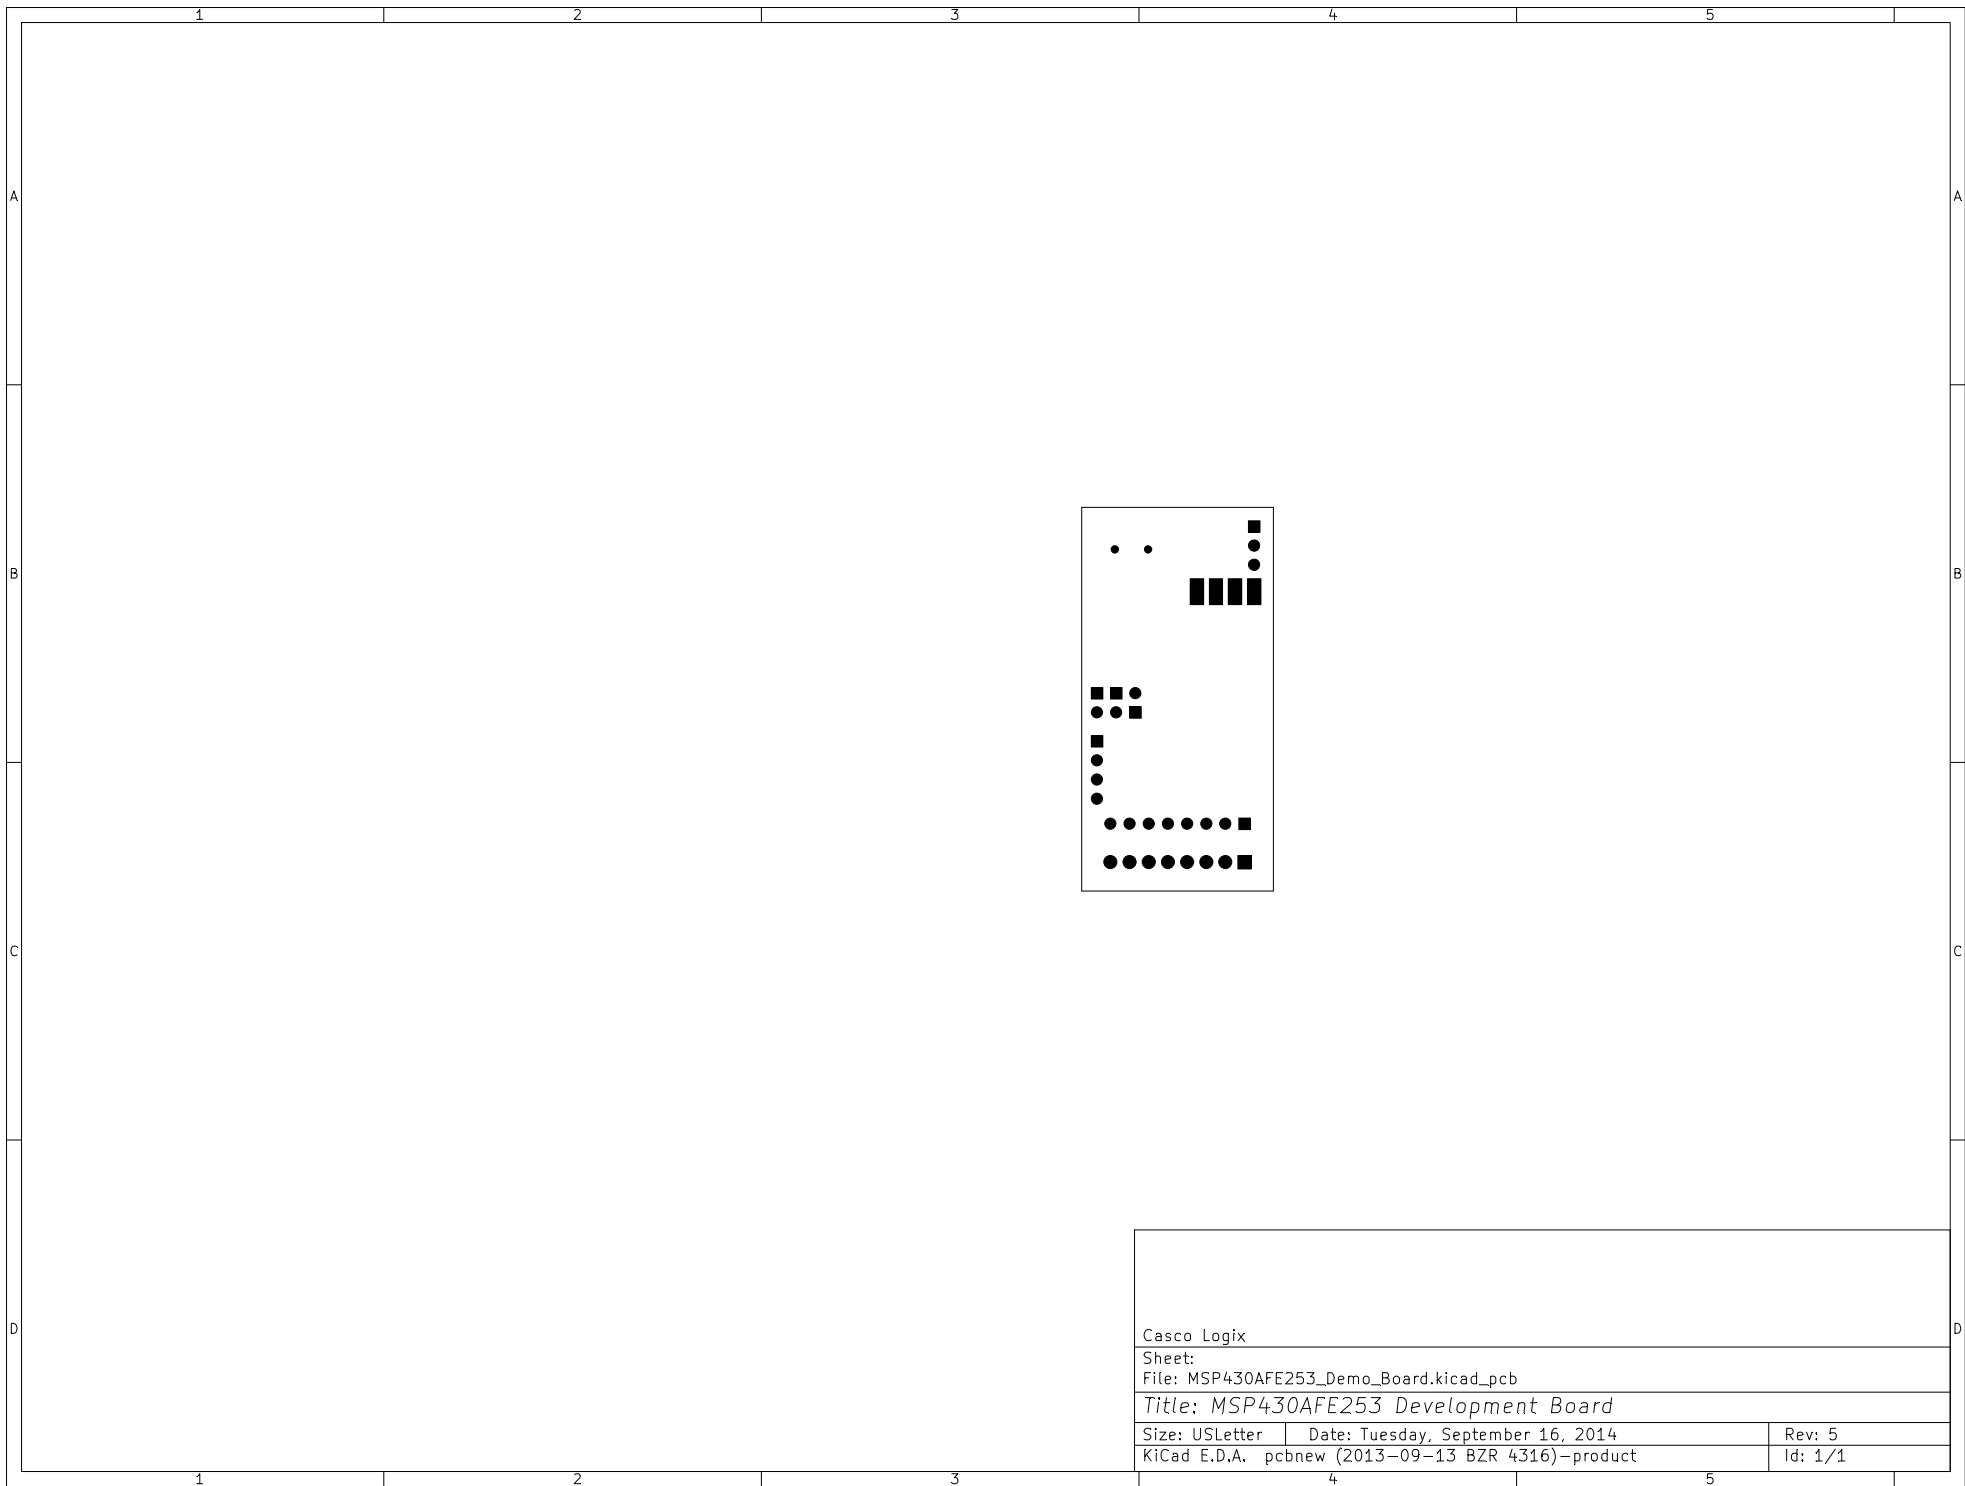 1 2 3 4 5
A A
B B
C C
D D
Casco Logix
Sheet:
File: MSP430AFE253_Demo_Board.kicad_pcb
Title: MSP430AFE253 Development Board
Size: USLetter Date: Tuesday, September 16, 2014 Rev: 5
KiCad E.D.A. pcbnew (2013-09-13 BZR 4316)-product Id: 1/1
1 2 3 4 5